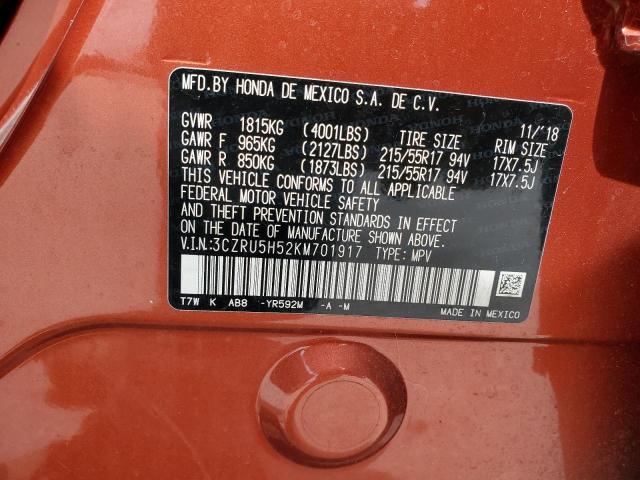 MFD.BY HONDA DE MEXICO S.A. DE C.V.
11/'18
GVWR 1815KG (4001LBS) TIRE SIZE RIM SIZE
GAWR F 965KG (2127LBS) 215/55R17 94V 17X7.5J
GAWR R 850KG (1873LBS) 215/55R17 94V 17X7.5J
THIS VEHICLE CONFORMS TO ALL APPLICABLE
FEDERAL MOTOR VEHICLE SAFETY
AND THEFT PREVENTION STANDARDS IN EFFECT
ON THE DATE OF MANUFACTURE SHOWN ABOVE.
V.I.N:3CZRU5H52KM701917 TYPE: MPV
T7W K AB8 -YR592M -A -M
MADE IN MEXICO